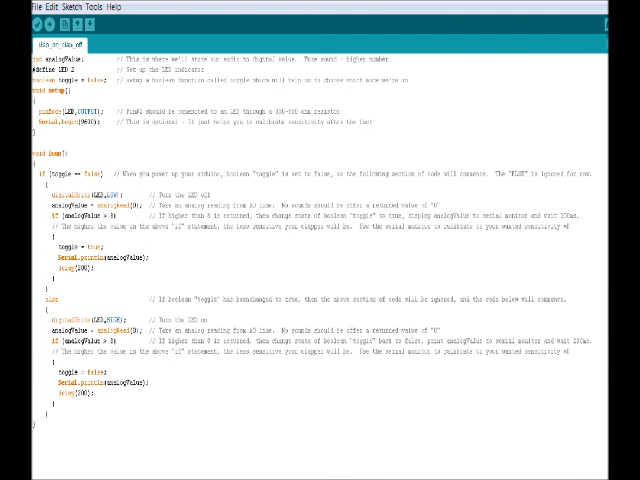 File Edit Sketch Tools Help
clap_on_clap_off
int analogValue; // This is where we'll store our audio to digital value. More sound - higher number
#define LED 2 // Set up the LED indicator
boolean toggle = false; // setup a boolean function called toggle which will help us to choose which mode we're in
void setup()
{
pinMode(LED,OUTPUT); // Pin#2 should be connected to an LED through a ohm resistor
Serial.begin(9600); // This is optional - It just helps you to calibrate sensitivity after the fact
}
void loop()
{
if (toggle == false) // When you power up your arduino, boolean "toggle" is set to false, so the following section of code will commence. The "ELSE" is ignored for now.
{
digitalWrite(LED,LOW); // Turn the LED off
analogValue = analogRead(0); // Take an analog reading from A0 line. No sounds should be offer a returned value of "0"
if (analogValue > 8) // If higher than 8 is returned, then change state of boolean "toggle" to true, display analogValue to serial monitor and wait 200ms.
// The higher the value in the above "if" statement, the less sensitive your clapper will be. Use the Serial monitor to calibrate to your wanted sensitivity =D
{
toggle = true;
Serial.println(analogValue);
delay(200);
}
}
else // If boolean "toggle" has beenchanged to true, then the above section of code will be ignored, and the code below will commence.
{
digitalWrite(LED,HIGH); // Turn the LED on
analogValue = analogRead(0); // Take an analog reading from A0 line. No sounds should be offer a returned value of "0"
if (analogValue > 8) // If higher than 8 is returned, then change state of boolean "toggle" back to false, print analogValue to serial monitor and wait 200ms.
// The higher the value in the above "if" statement, the less sensitive your clapper will be. Use the Serial monitor to calibrate to your wanted sensitivity =D
{
toggle = false;
Serial.println(analogValue);
delay(200);
}
}
}